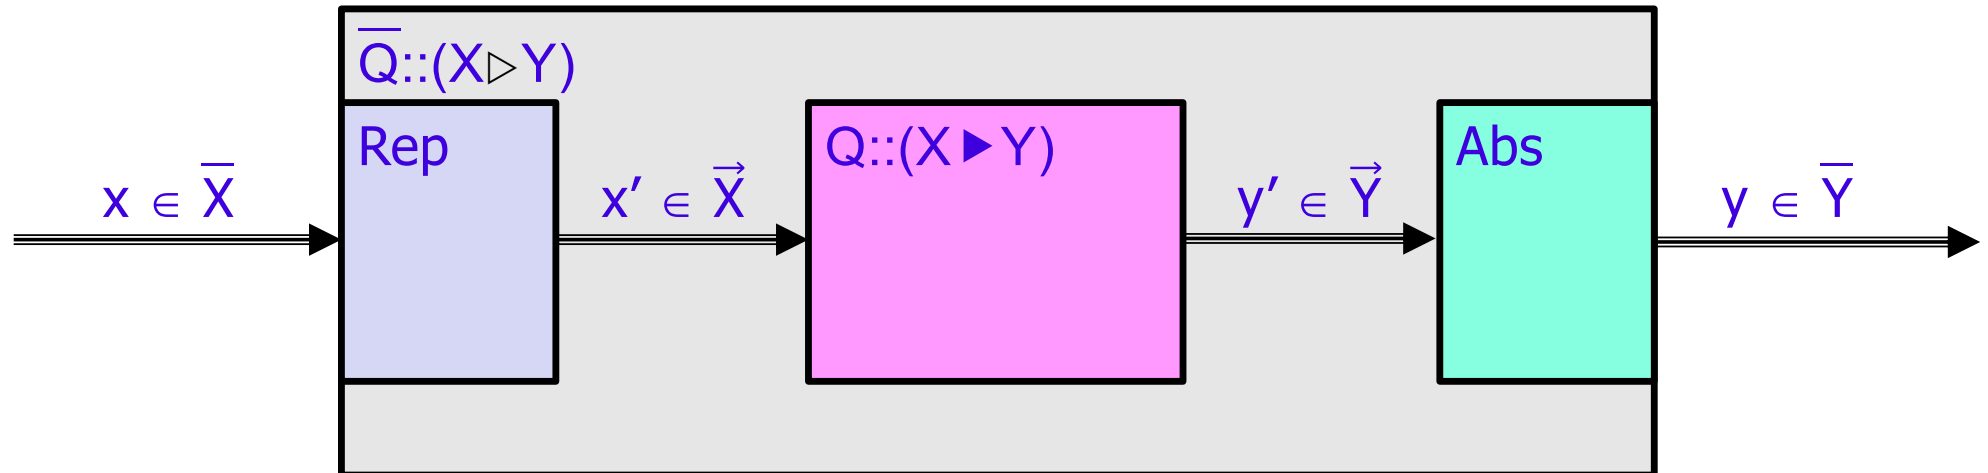 Q̅::(X▷Y)
Rep
Q::(X▶Y)
Abs
x ∈ X̅
x′ ∈ X⃗
y′ ∈ Y⃗
y ∈ Y̅